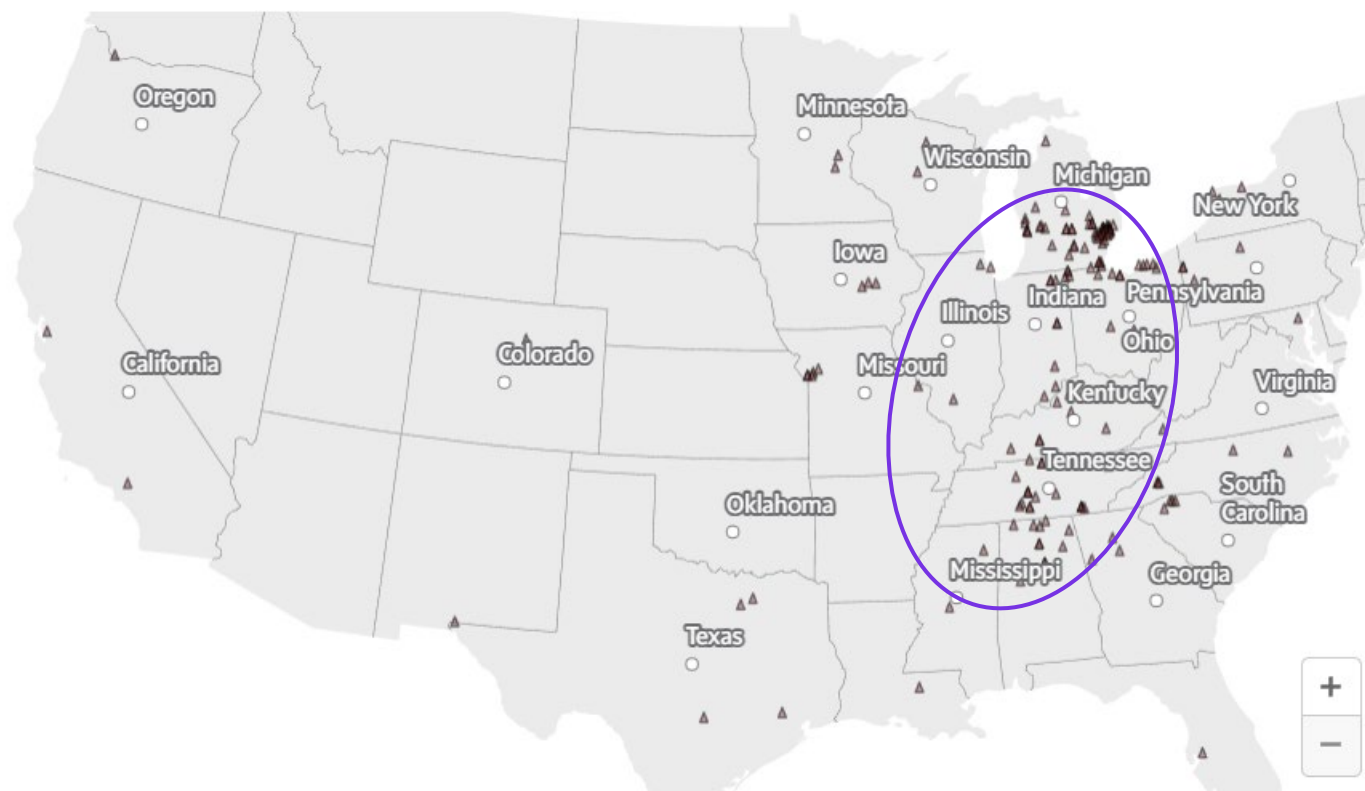 Oregon
Minnesota
Wisconsin
Michigan
New York
Iowa
Indiana
Pennsylvania
Illinois
Ohio
Colorado
California
Missouri
Kentucky
Virginia
Tennessee
South
Carolina
Oklahoma
Mississippi
Georgia
Texas
+
−